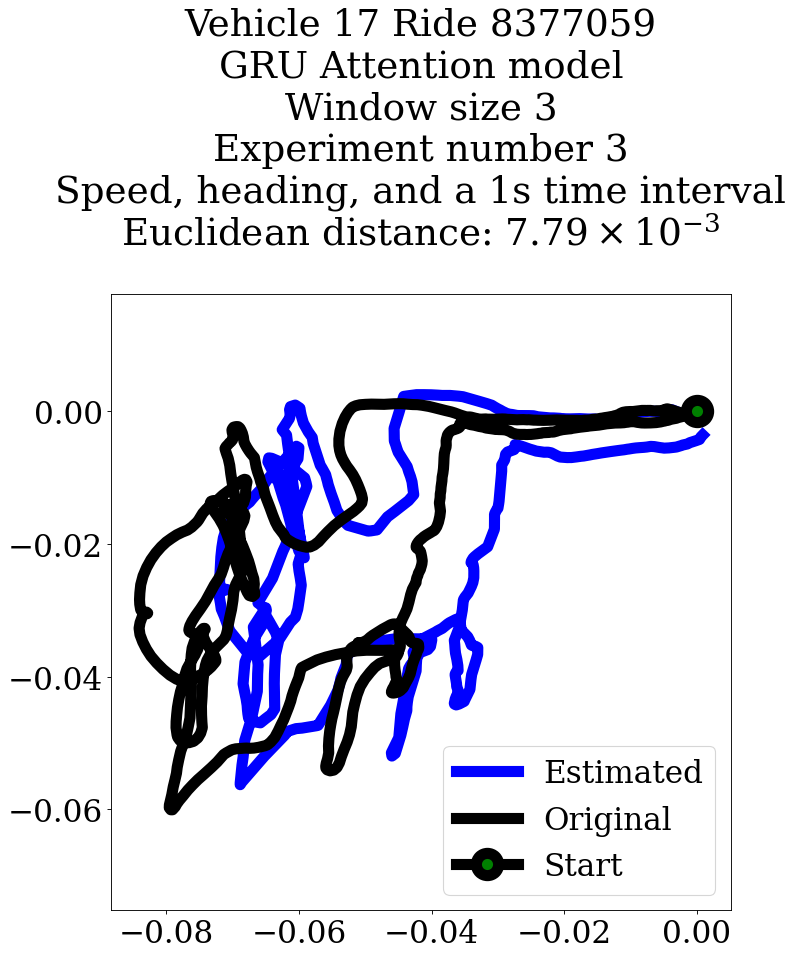 Vehicle 17 Ride 8377059
GRU Attention model
Window size 3
Experiment number 3
Speed, heading, and a 1s time interval
Euclidean distance: 7.79 × 10⁻³
0.00
−0.02
−0.04
−0.06
Estimated
Original
Start
−0.08 −0.06 −0.04 −0.02 0.00